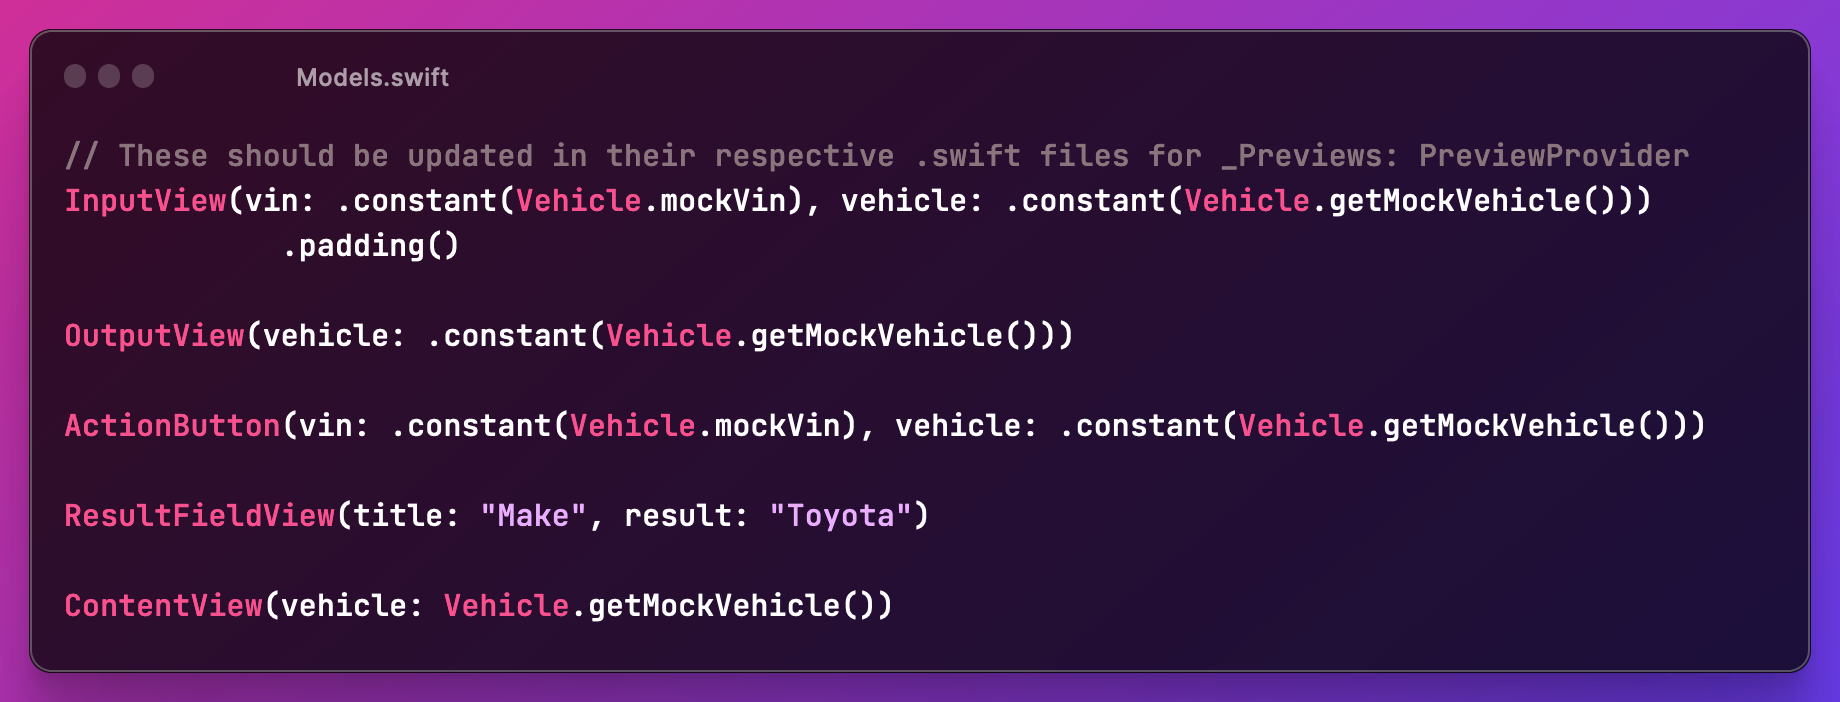 Models.swift
// These should be updated in their respective .swift files for _Previews: PreviewProvider
InputView(vin: .constant(Vehicle.mockVin), vehicle: .constant(Vehicle.getMockVehicle()))
            .padding()
OutputView(vehicle: .constant(Vehicle.getMockVehicle()))
ActionButton(vin: .constant(Vehicle.mockVin), vehicle: .constant(Vehicle.getMockVehicle()))
ResultFieldView(title: "Make", result: "Toyota")
ContentView(vehicle: Vehicle.getMockVehicle())